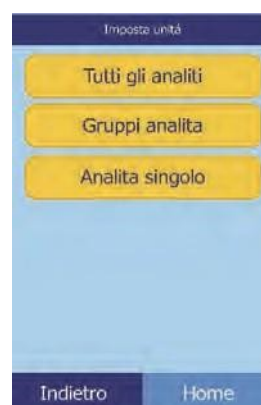 Imposta unità
Tutti gli analiti
Gruppi analita
Analita singolo
Indietro Home